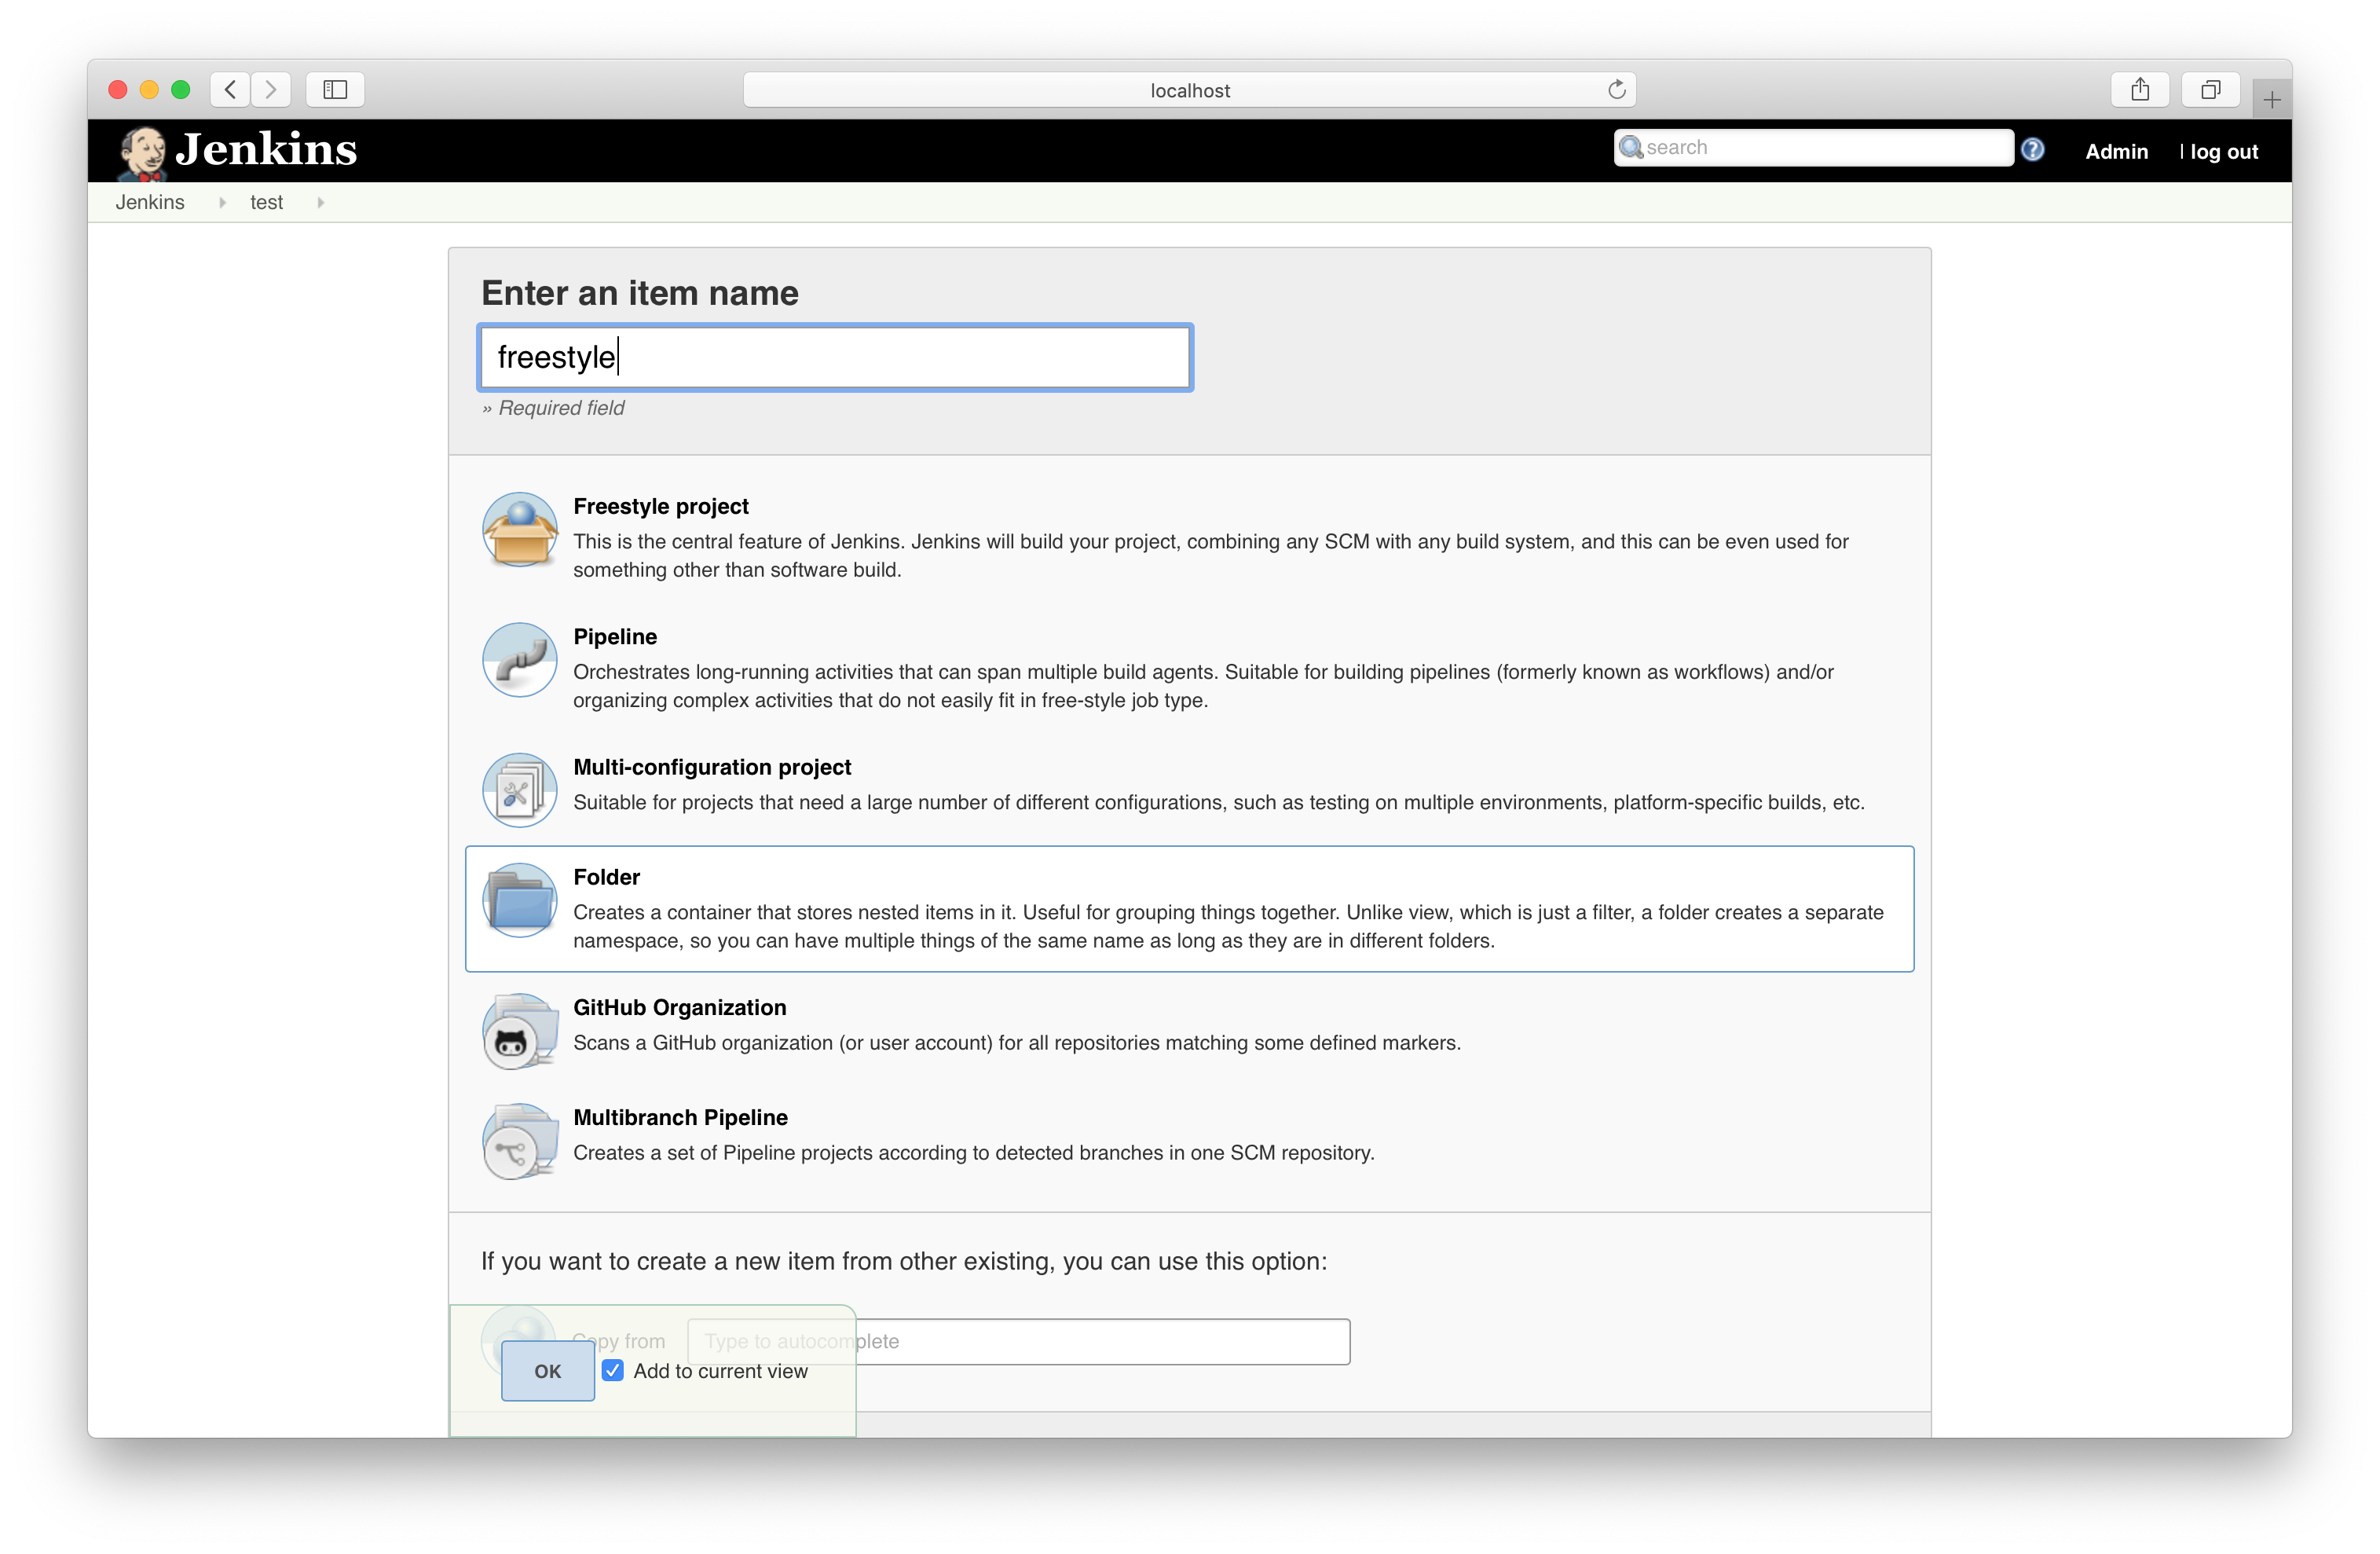 localhost
Jenkins
search
Admin
| log out
Jenkins
test
Enter an item name
freestyle
» Required field
Freestyle project
This is the central feature of Jenkins. Jenkins will build your project, combining any SCM with any build system, and this can be even used for
something other than software build.
Pipeline
Orchestrates long-running activities that can span multiple build agents. Suitable for building pipelines (formerly known as workflows) and/or
organizing complex activities that do not easily fit in free-style job type.
Multi-configuration project
Suitable for projects that need a large number of different configurations, such as testing on multiple environments, platform-specific builds, etc.
Folder
Creates a container that stores nested items in it. Useful for grouping things together. Unlike view, which is just a filter, a folder creates a separate
namespace, so you can have multiple things of the same name as long as they are in different folders.
GitHub Organization
Scans a GitHub organization (or user account) for all repositories matching some defined markers.
Multibranch Pipeline
Creates a set of Pipeline projects according to detected branches in one SCM repository.
If you want to create a new item from other existing, you can use this option:
Copy from
Type to autocomplete
OK
Add to current view